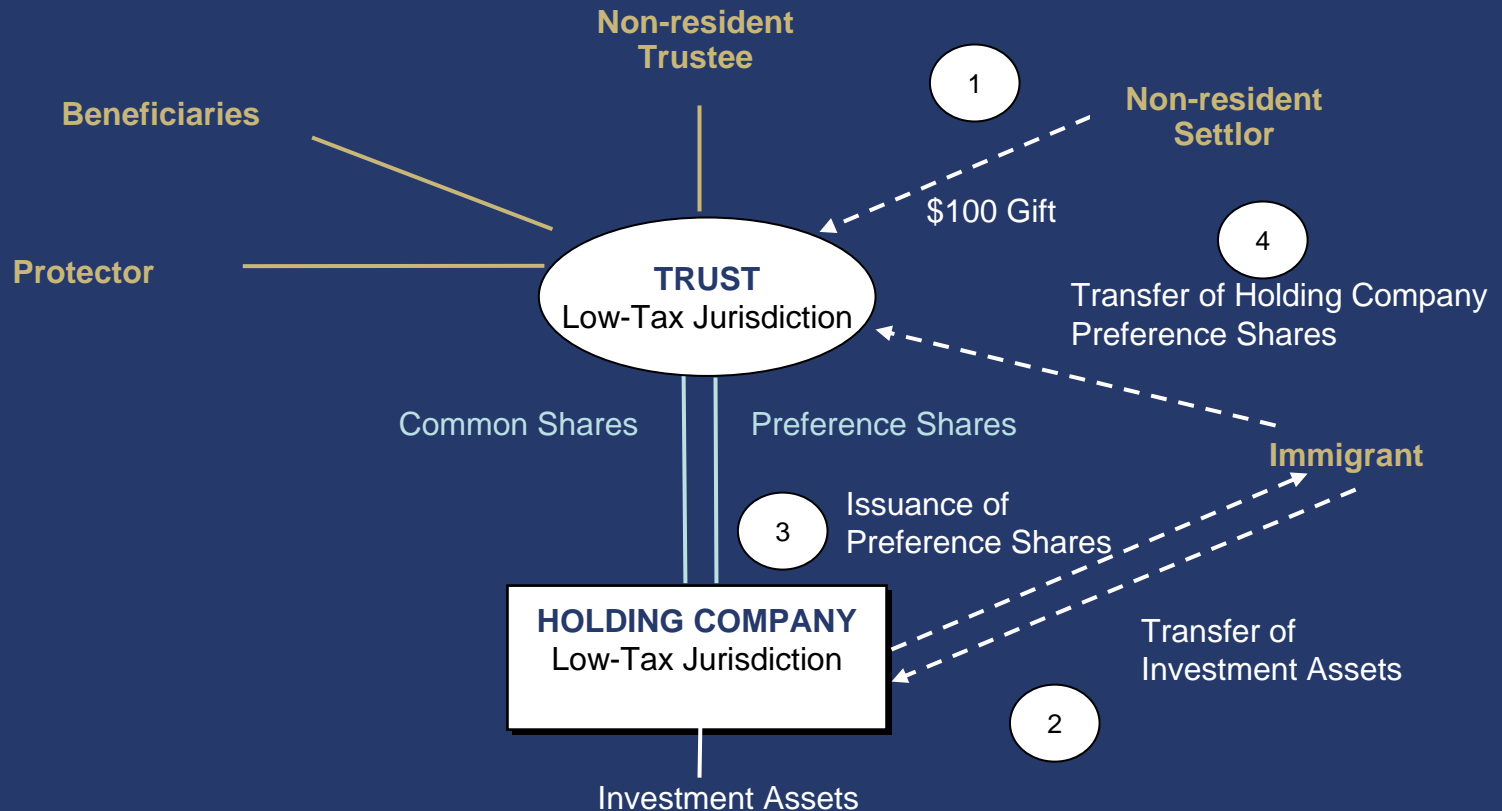 Non-resident
Trustee
1
Beneficiaries
Non-resident
Settlor
$100 Gift
4
Protector
TRUST
Low-Tax Jurisdiction
Transfer of Holding Company
Preference Shares
Common Shares
Preference Shares
Immigrant
3
Issuance of
Preference Shares
HOLDING COMPANY
Low-Tax Jurisdiction
Transfer of
Investment Assets
2
Investment Assets